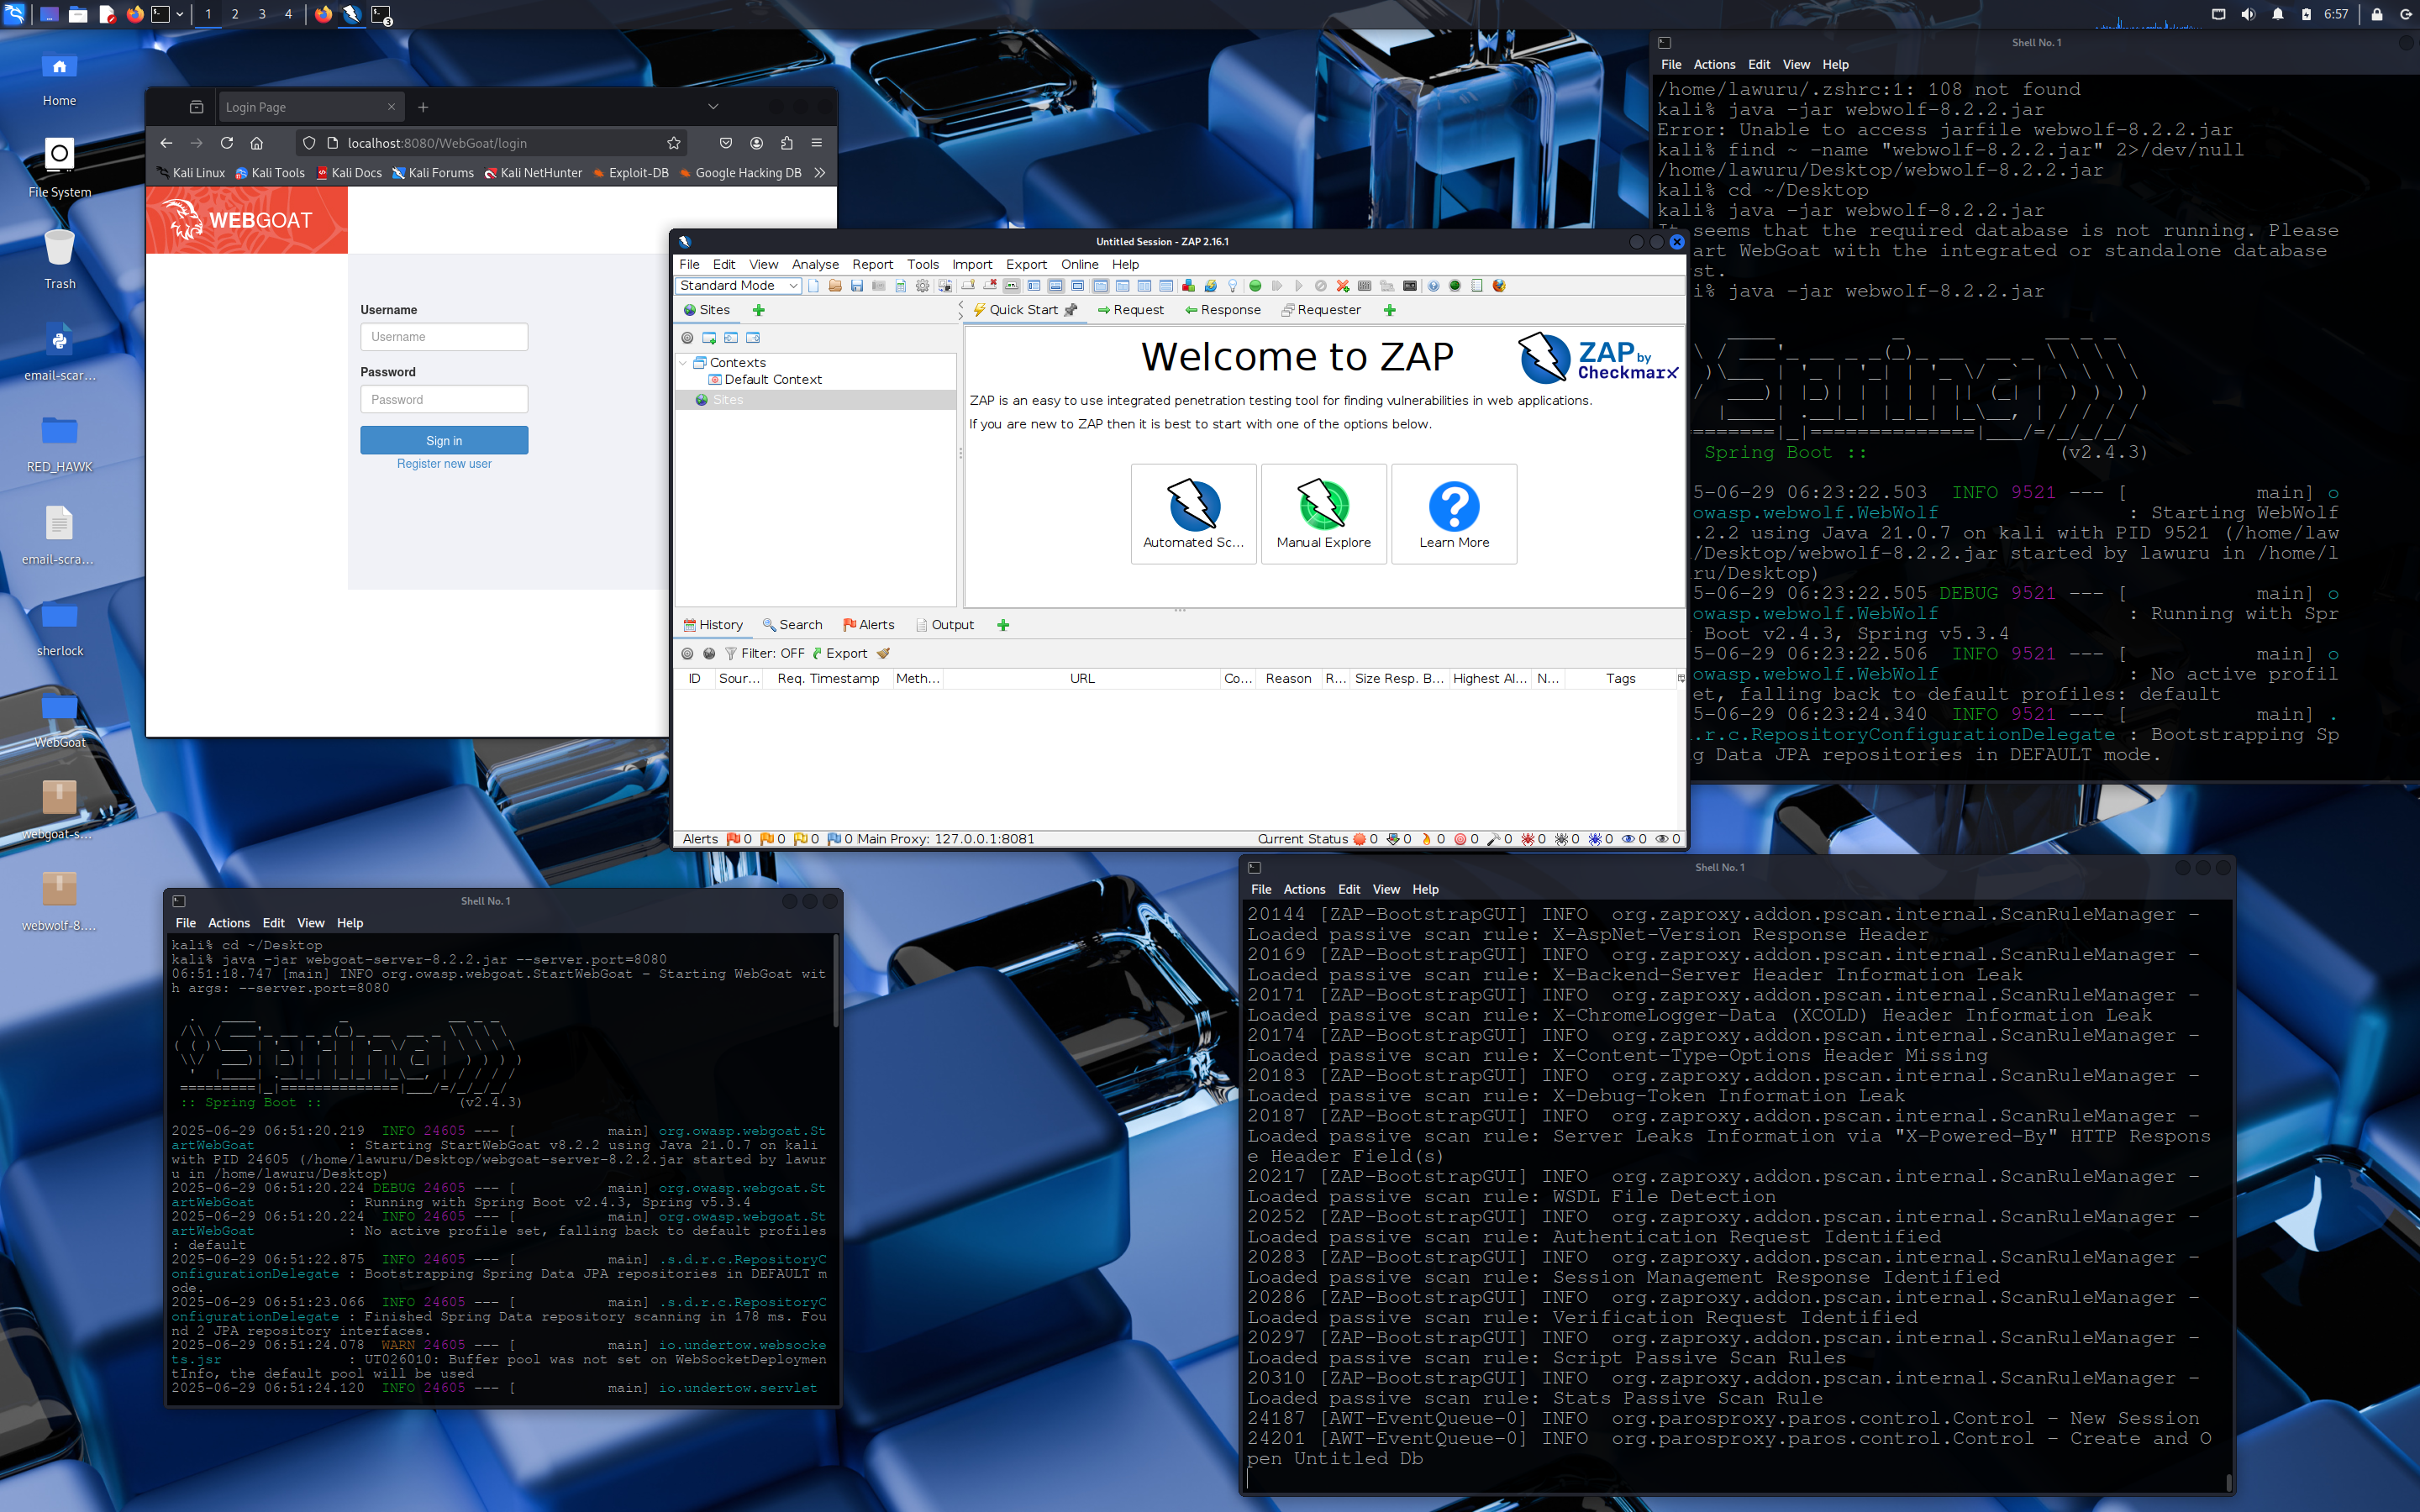 1
2
3
4
3
6:57
Home
File System
Trash
email-scar...
RED_HAWK
email-scra...
sherlock
WebGoat
webgoat-s...
webwolf-8....
Login Page
localhost:8080/WebGoat/login
Kali Linux
Kali Tools
Kali Docs
Kali Forums
Kali NetHunter
Exploit-DB
Google Hacking DB
WEBGOAT
Username
Username
Password
Password
Sign in
Register new user
Untitled Session - ZAP 2.16.1
File Edit View Analyse Report Tools Import Export Online Help
Standard Mode
Sites
Quick Start
Request
Response
Requester
Contexts
Default Context
Sites
Welcome to ZAP
ZAP by
Checkmarx
ZAP is an easy to use integrated penetration testing tool for finding vulnerabilities in web applications.
If you are new to ZAP then it is best to start with one of the options below.
Automated Sc...
Manual Explore
Learn More
History
Search
Alerts
Output
Filter: OFF
Export
ID Sour... Req. Timestamp Meth... URL Co... Reason R... Size Resp. B... Highest Al... N... Tags
Alerts 0 0 0 0 Main Proxy: 127.0.0.1:8081
Current Status 0 0 0 0 0 0 0 0 0 0
Shell No. 1
File Actions Edit View Help
/home/lawuru/.zshrc:1: 108 not found
kali% java -jar webwolf-8.2.2.jar
Error: Unable to access jarfile webwolf-8.2.2.jar
kali% find ~ -name "webwolf-8.2.2.jar" 2>/dev/null
/home/lawuru/Desktop/webwolf-8.2.2.jar
kali% cd ~/Desktop
kali% java -jar webwolf-8.2.2.jar
It seems that the required database is not running. Please
art WebGoat with the integrated or standalone database
st.
i% java -jar webwolf-8.2.2.jar
Spring Boot :: (v2.4.3)
5-06-29 06:23:22.503 INFO 9521 --- [ main] o
owasp.webwolf.WebWolf : Starting WebWolf
.2.2 using Java 21.0.7 on kali with PID 9521 (/home/law
/Desktop/webwolf-8.2.2.jar started by lawuru in /home/l
ru/Desktop)
5-06-29 06:23:22.505 DEBUG 9521 --- [ main] o
owasp.webwolf.WebWolf : Running with Spr
Boot v2.4.3, Spring v5.3.4
5-06-29 06:23:22.506 INFO 9521 --- [ main] o
owasp.webwolf.WebWolf : No active profil
et, falling back to default profiles: default
5-06-29 06:23:24.340 INFO 9521 --- [ main] .
.r.c.RepositoryConfigurationDelegate : Bootstrapping Sp
g Data JPA repositories in DEFAULT mode.
Shell No. 1
File Actions Edit View Help
kali% cd ~/Desktop
kali% java -jar webgoat-server-8.2.2.jar --server.port=8080
06:51:18.747 [main] INFO org.owasp.webgoat.StartWebGoat - Starting WebGoat wit
h args: --server.port=8080
:: Spring Boot :: (v2.4.3)
2025-06-29 06:51:20.219 INFO 24605 --- [ main] org.owasp.webgoat.St
artWebGoat : Starting StartWebGoat v8.2.2 using Java 21.0.7 on kali
with PID 24605 (/home/lawuru/Desktop/webgoat-server-8.2.2.jar started by lawur
u in /home/lawuru/Desktop)
2025-06-29 06:51:20.224 DEBUG 24605 --- [ main] org.owasp.webgoat.St
artWebGoat : Running with Spring Boot v2.4.3, Spring v5.3.4
2025-06-29 06:51:20.224 INFO 24605 --- [ main] org.owasp.webgoat.St
artWebGoat : No active profile set, falling back to default profiles
: default
2025-06-29 06:51:22.875 INFO 24605 --- [ main] .s.d.r.c.RepositoryC
onfigurationDelegate : Bootstrapping Spring Data JPA repositories in DEFAULT m
ode.
2025-06-29 06:51:23.066 INFO 24605 --- [ main] .s.d.r.c.RepositoryC
onfigurationDelegate : Finished Spring Data repository scanning in 178 ms. Fou
nd 2 JPA repository interfaces.
2025-06-29 06:51:24.078 WARN 24605 --- [ main] io.undertow.websocke
ts.jsr : UT026010: Buffer pool was not set on WebSocketDeploymen
tInfo, the default pool will be used
2025-06-29 06:51:24.120 INFO 24605 --- [ main] io.undertow.servlet
Shell No. 1
File Actions Edit View Help
20144 [ZAP-BootstrapGUI] INFO org.zaproxy.addon.pscan.internal.ScanRuleManager -
Loaded passive scan rule: X-AspNet-Version Response Header
20169 [ZAP-BootstrapGUI] INFO org.zaproxy.addon.pscan.internal.ScanRuleManager -
Loaded passive scan rule: X-Backend-Server Header Information Leak
20171 [ZAP-BootstrapGUI] INFO org.zaproxy.addon.pscan.internal.ScanRuleManager -
Loaded passive scan rule: X-ChromeLogger-Data (XCOLD) Header Information Leak
20174 [ZAP-BootstrapGUI] INFO org.zaproxy.addon.pscan.internal.ScanRuleManager -
Loaded passive scan rule: X-Content-Type-Options Header Missing
20183 [ZAP-BootstrapGUI] INFO org.zaproxy.addon.pscan.internal.ScanRuleManager -
Loaded passive scan rule: X-Debug-Token Information Leak
20187 [ZAP-BootstrapGUI] INFO org.zaproxy.addon.pscan.internal.ScanRuleManager -
Loaded passive scan rule: Server Leaks Information via "X-Powered-By" HTTP Respons
e Header Field(s)
20217 [ZAP-BootstrapGUI] INFO org.zaproxy.addon.pscan.internal.ScanRuleManager -
Loaded passive scan rule: WSDL File Detection
20252 [ZAP-BootstrapGUI] INFO org.zaproxy.addon.pscan.internal.ScanRuleManager -
Loaded passive scan rule: Authentication Request Identified
20283 [ZAP-BootstrapGUI] INFO org.zaproxy.addon.pscan.internal.ScanRuleManager -
Loaded passive scan rule: Session Management Response Identified
20286 [ZAP-BootstrapGUI] INFO org.zaproxy.addon.pscan.internal.ScanRuleManager -
Loaded passive scan rule: Verification Request Identified
20297 [ZAP-BootstrapGUI] INFO org.zaproxy.addon.pscan.internal.ScanRuleManager -
Loaded passive scan rule: Script Passive Scan Rules
20310 [ZAP-BootstrapGUI] INFO org.zaproxy.addon.pscan.internal.ScanRuleManager -
Loaded passive scan rule: Stats Passive Scan Rule
24187 [AWT-EventQueue-0] INFO org.parosproxy.paros.control.Control - New Session
24201 [AWT-EventQueue-0] INFO org.parosproxy.paros.control.Control - Create and O
pen Untitled Db